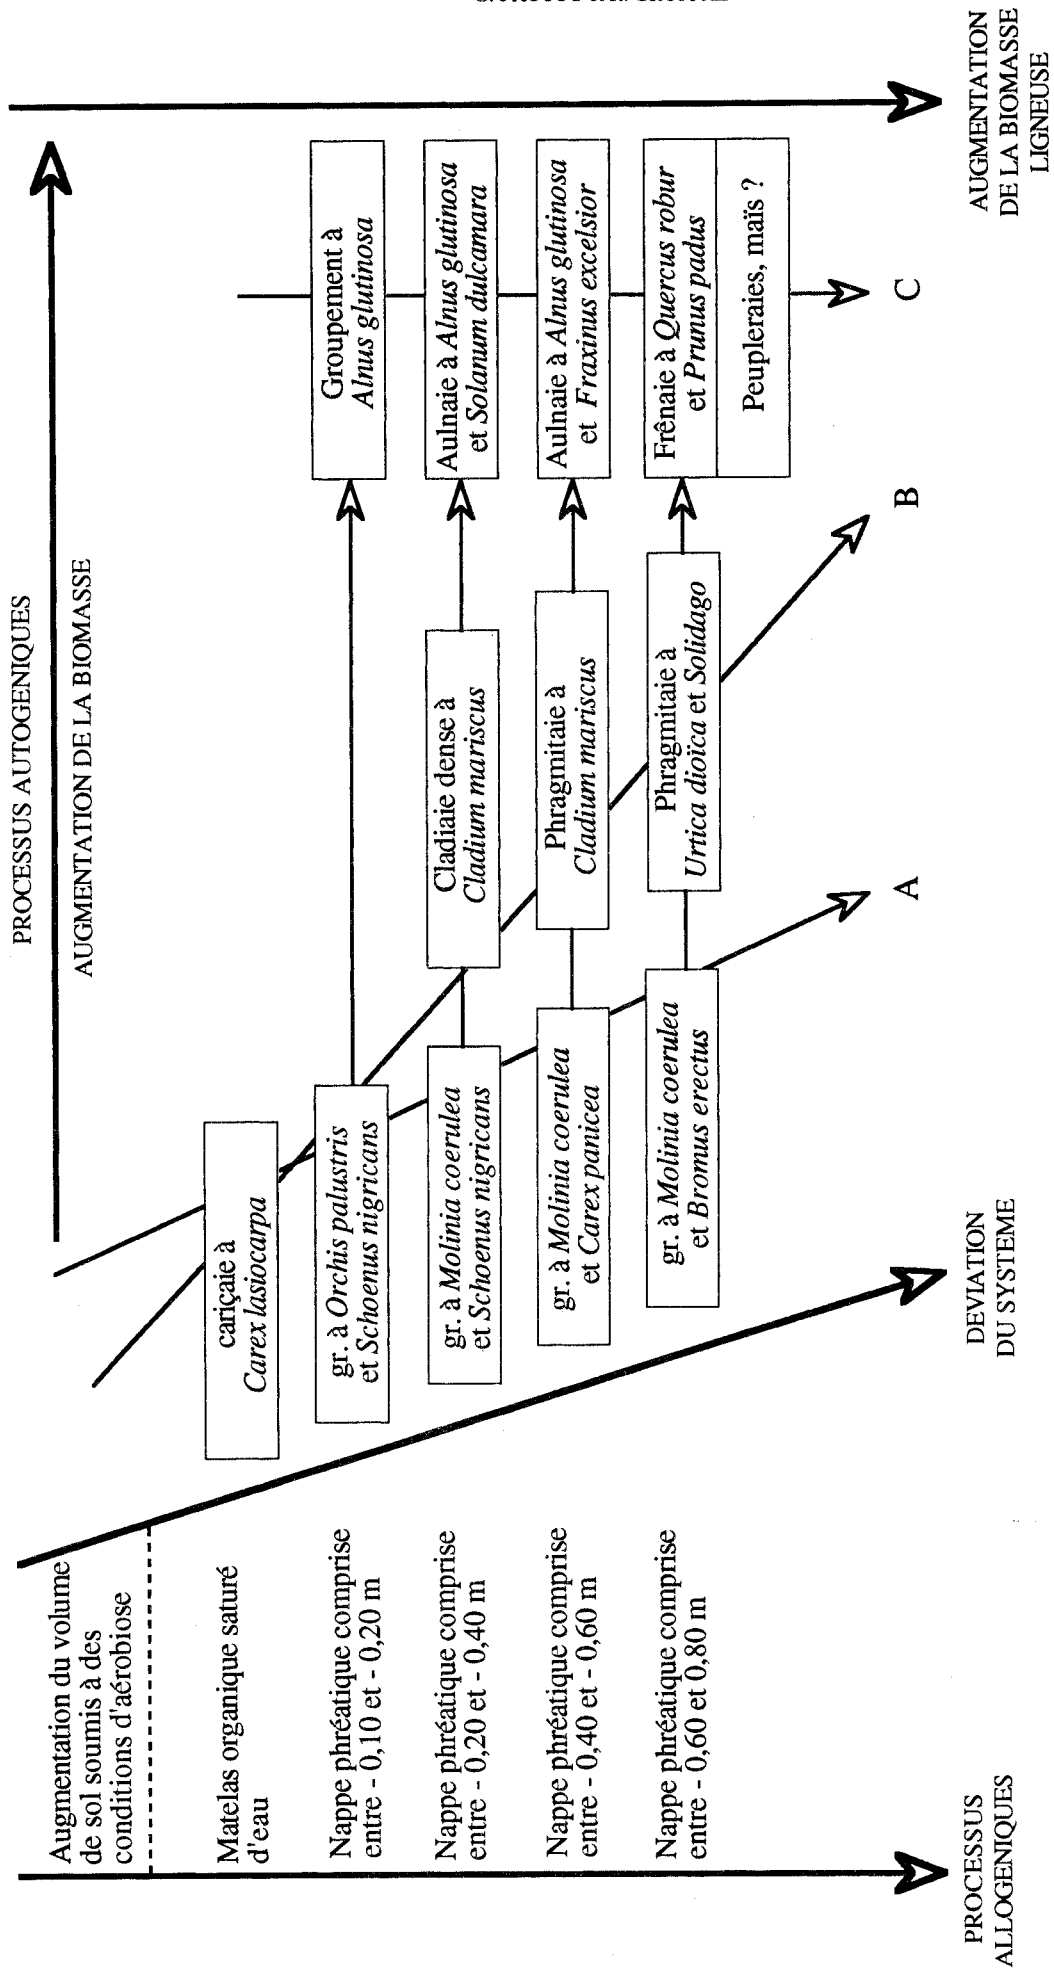 PROCESSUS AUTOGENIQUES
AUGMENTATION DE LA BIOMASSE
Augmentation du volume
de sol soumis à des
conditions d'aérobiose
Matelas organique saturé
d'eau
cariçaie à
Carex lasiocarpa
Nappe phréatique comprise
entre - 0,10 et - 0,20 m
gr. à Orchis palustris
et Schoenus nigricans
Groupement à
Alnus glutinosa
Nappe phréatique comprise
entre - 0,20 et - 0,40 m
gr. à Molinia coerulea
et Schoenus nigricans
Cladiaie dense à
Cladium mariscus
Aulnaie à Alnus glutinosa
et Solanum dulcamara
Nappe phréatique comprise
entre - 0,40 et - 0,60 m
gr. à Molinia coerulea
et Carex panicea
Phragmitaie à
Cladium mariscus
Aulnaie à Alnus glutinosa
et Fraxinus excelsior
Nappe phréatique comprise
entre - 0,60 et 0,80 m
gr. à Molinia coerulea
et Bromus erectus
Phragmitaie à
Urtica dioïca et Solidago
Frênaie à Quercus robur
et Prunus padus
Peupleraies, maïs ?
A
B
C
PROCESSUS
ALLOGENIQUES
DEVIATION
DU SYSTEME
AUGMENTATION
DE LA BIOMASSE
LIGNEUSE